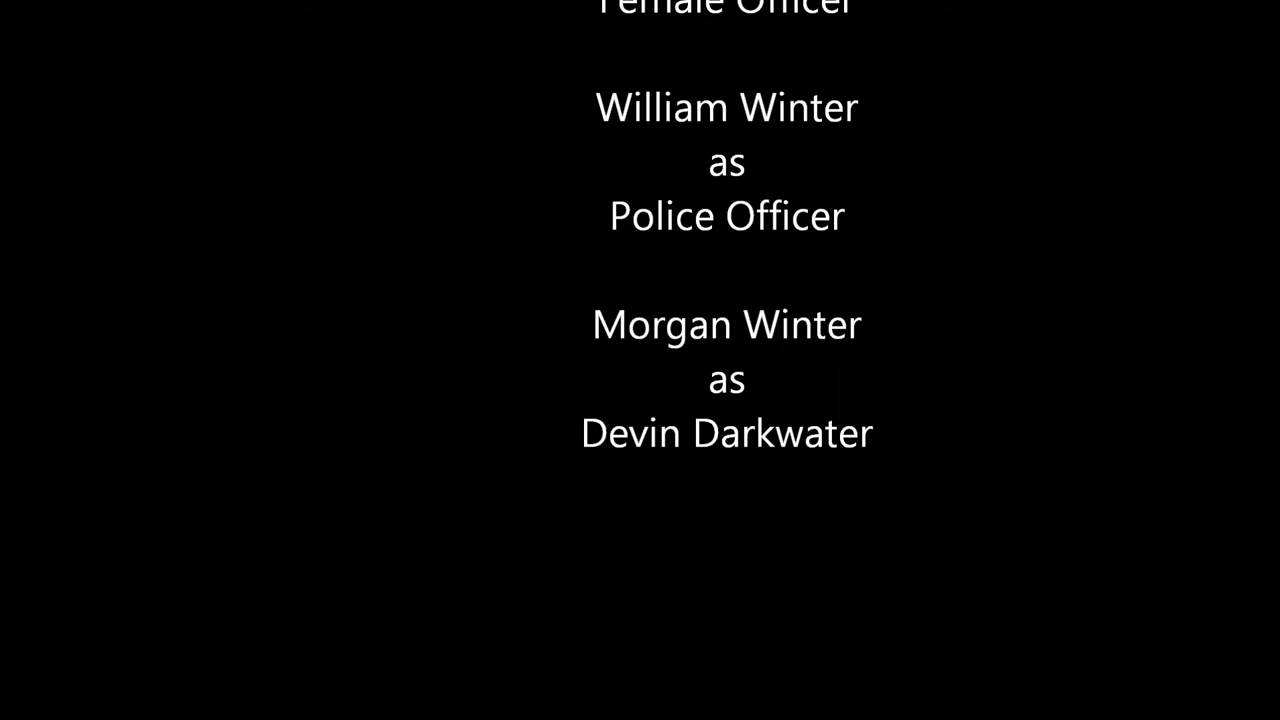 Female Officer
William Winter
as
Police Officer
Morgan Winter
as
Devin Darkwater